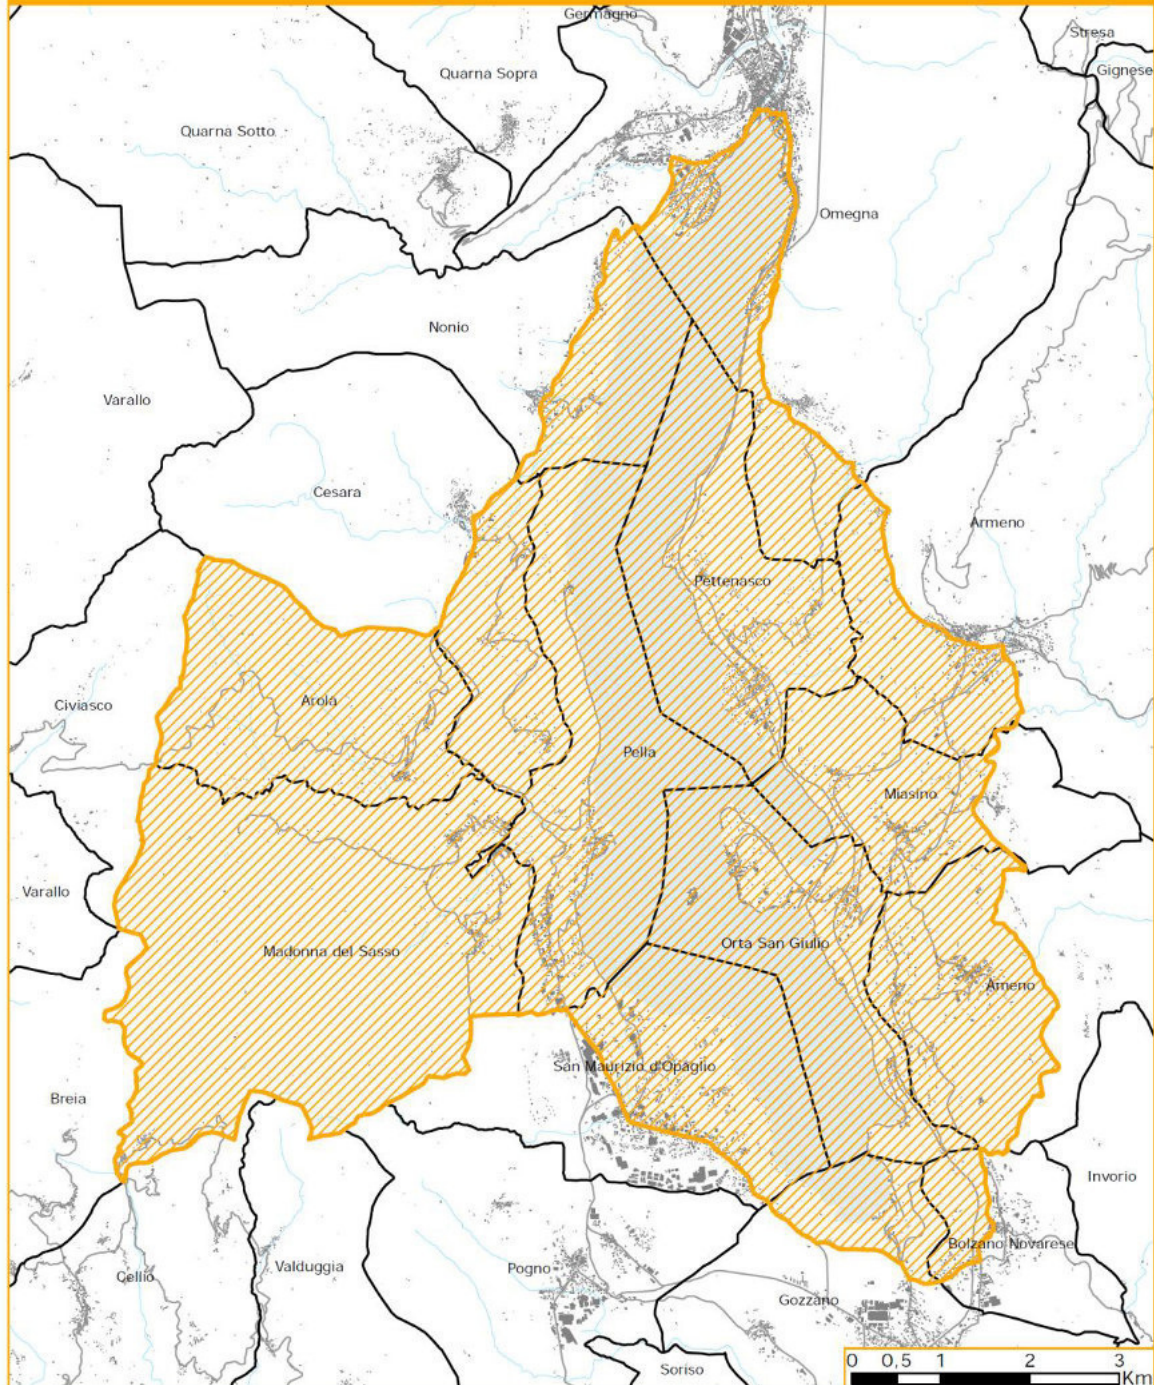 Germagno
Stresa
Quarna Sopra
Gignese
Quarna Sotto
Omegna
Nonio
Varallo
Cesara
Armeno
Pettenasco
Arola
Civiasco
Pella
Miasino
Varallo
Orta San Giulio
Madonna del Sasso
Ameno
San Maurizio d'Opaglio
Breia
Invorio
Bolzano Novarese
Pogno
Valduggia
Cellio
Gozzano
Soriso
0 0,5 1 2 3
Km